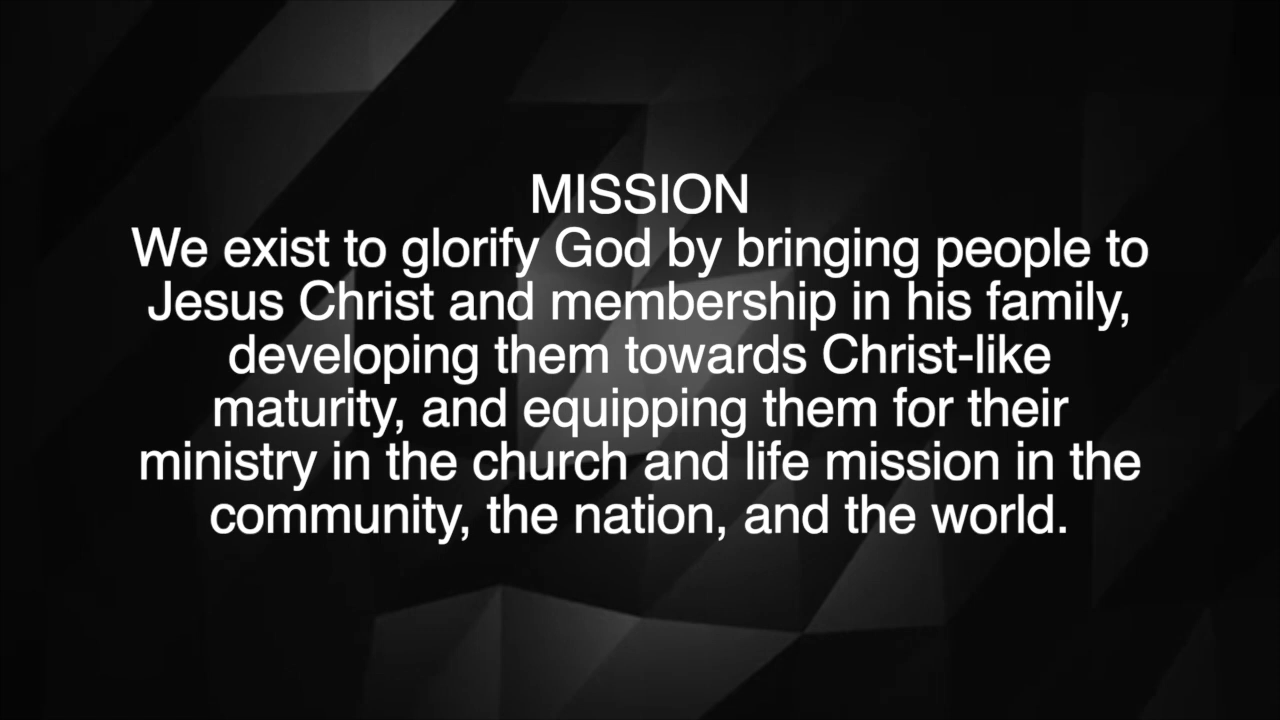 MISSION
We exist to glorify God by bringing people to
Jesus Christ and membership in his family,
developing them towards Christ-like
maturity, and equipping them for their
ministry in the church and life mission in the
community, the nation, and the world.